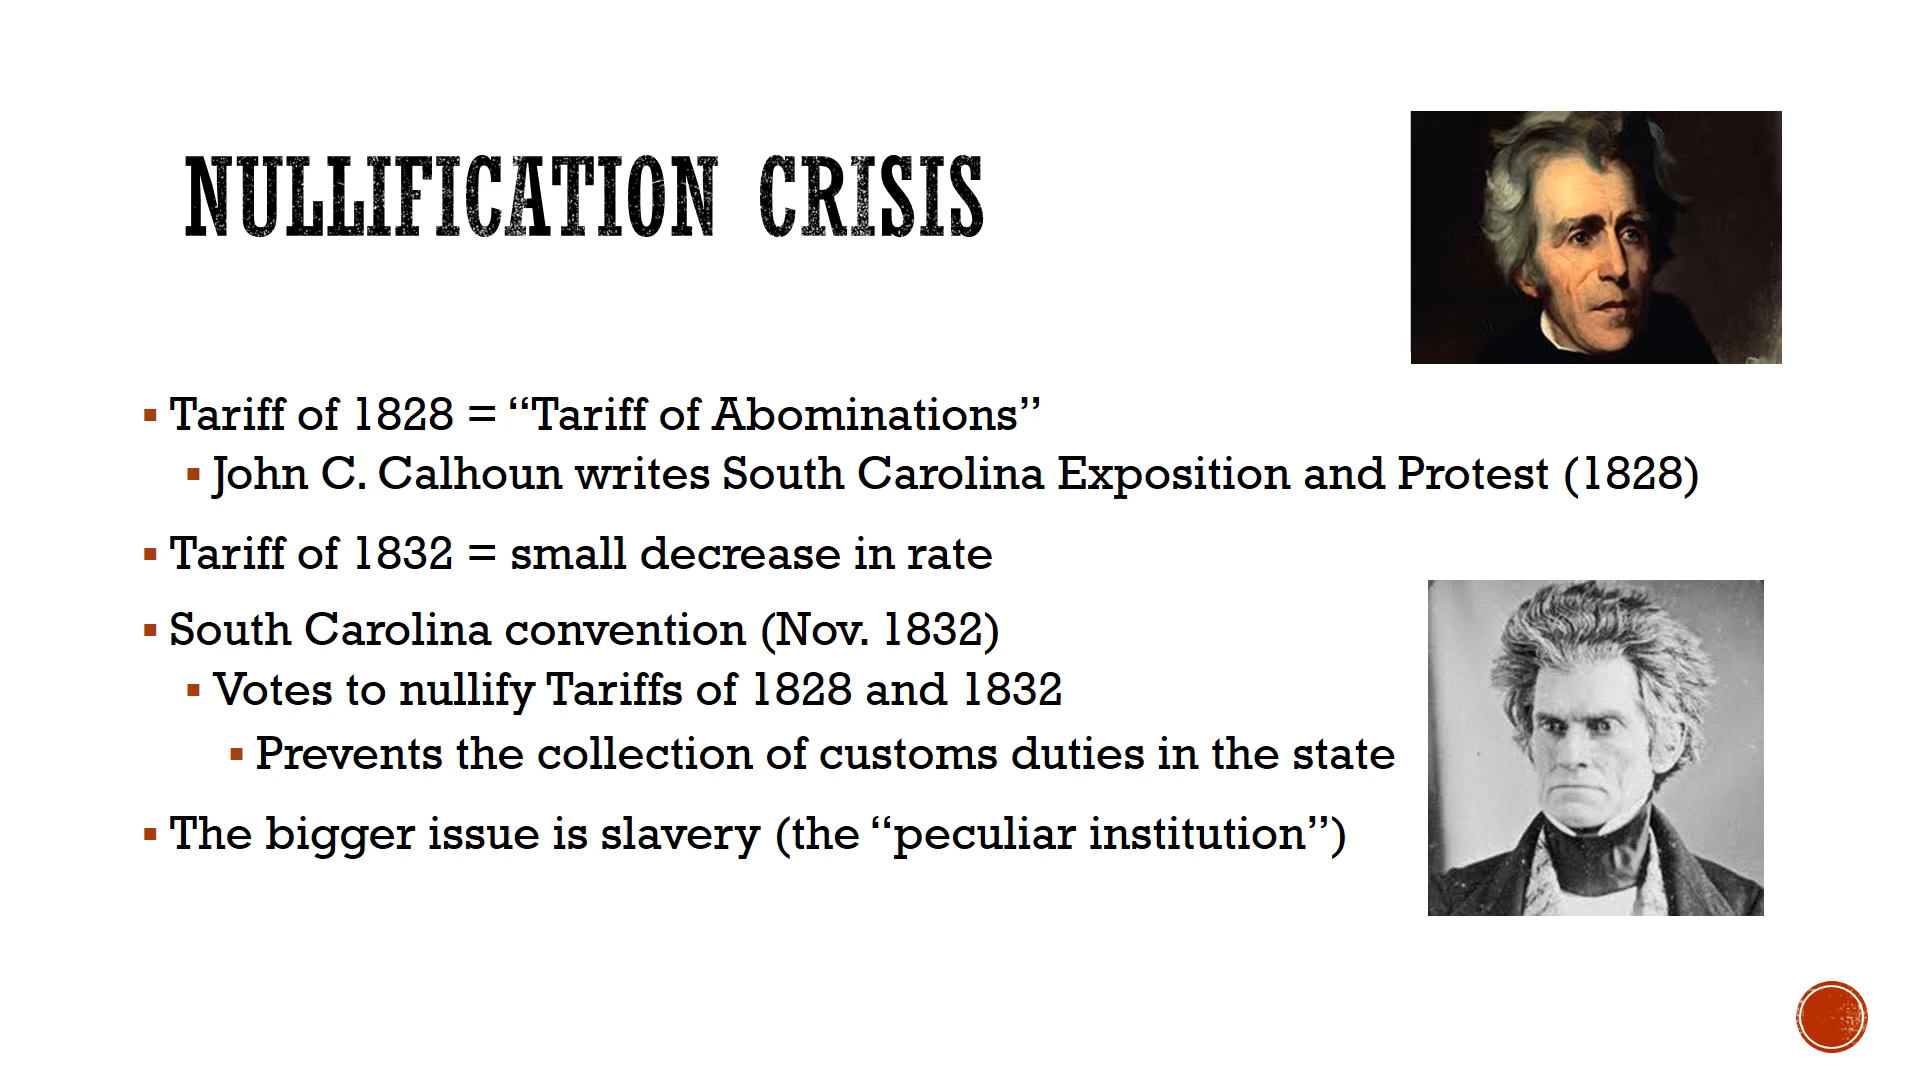 NULLIFICATION CRISIS
▪ Tariff of 1828 = “Tariff of Abominations”
▪ John C. Calhoun writes South Carolina Exposition and Protest (1828)
▪ Tariff of 1832 = small decrease in rate
▪ South Carolina convention (Nov. 1832)
▪ Votes to nullify Tariffs of 1828 and 1832
▪ Prevents the collection of customs duties in the state
▪ The bigger issue is slavery (the “peculiar institution”)